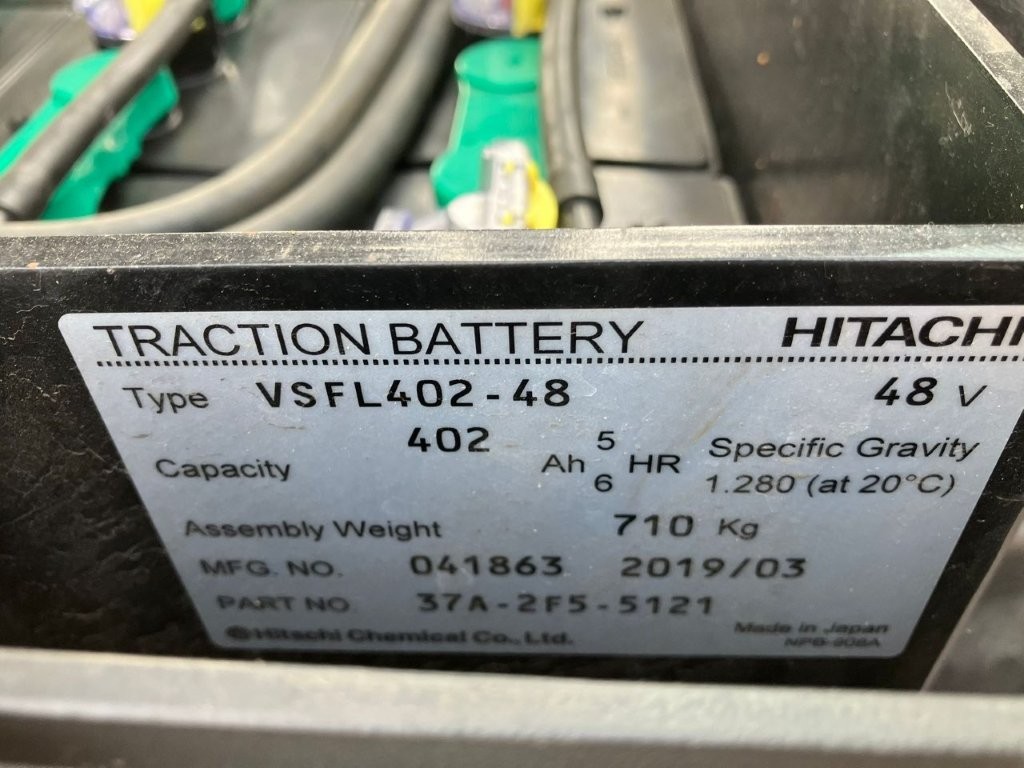 TRACTION BATTERY HITACHI
Type VSFL402-48 48 V
Capacity 402 Ah 5 6 HR Specific Gravity
1.280 (at 20°C)
Assembly Weight 710 Kg
MFG. NO. 041863 2019/03
PART NO. 37A-2F5-5121
Hitachi Chemical Co., Ltd. Made in Japan